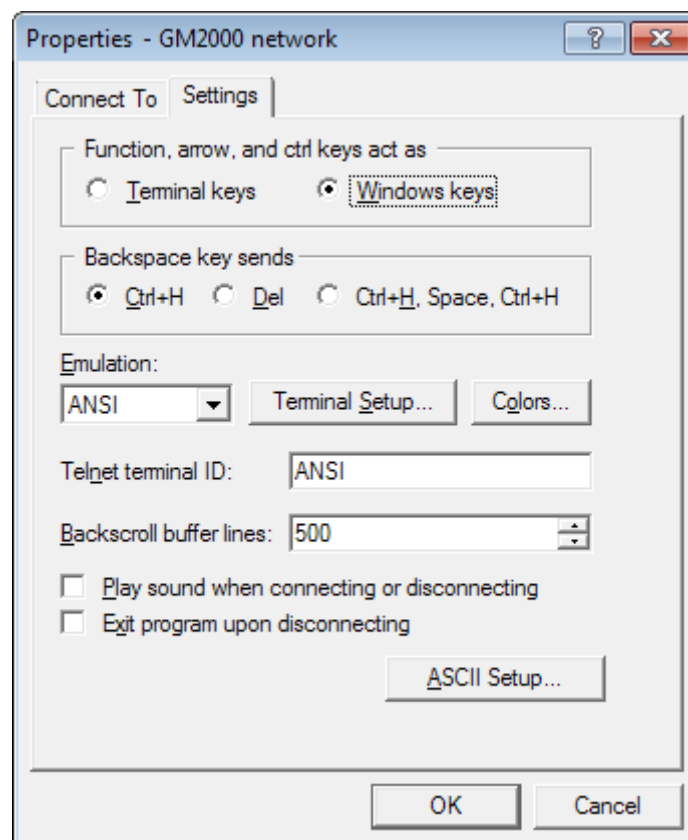 Properties - GM2000 network
Connect To Settings
Function, arrow, and ctrl keys act as
Terminal keys Windows keys
Backspace key sends
Ctrl+H Del Ctrl+H, Space, Ctrl+H
Emulation:
ANSI Terminal Setup... Colors...
Telnet terminal ID: ANSI
Backscroll buffer lines: 500
Play sound when connecting or disconnecting
Exit program upon disconnecting
ASCII Setup...
OK Cancel